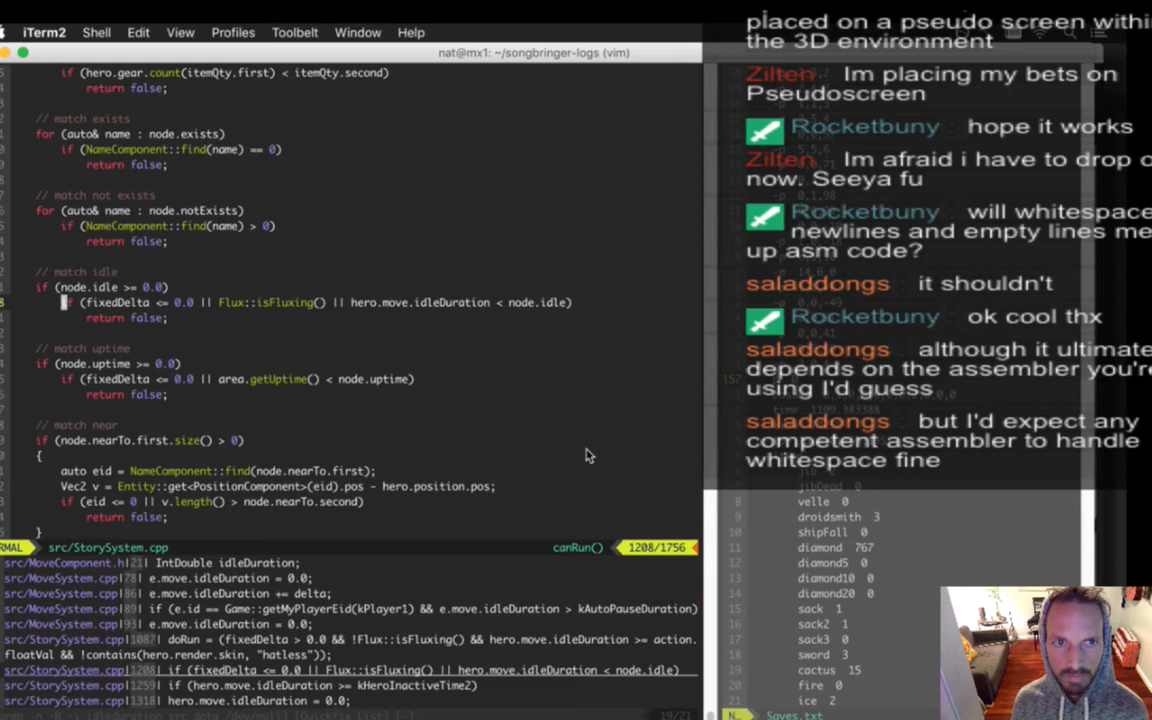 iTerm2 Shell Edit View Profiles Toolbelt Window Help
nat@mx1: ~/songbringer-logs (vim)
if (hero.gear.count(itemQty.first) < itemQty.second)
return false;
// match exists
for (auto& name : node.exists)
if (NameComponent::find(name) == 0)
return false;
// match not exists
for (auto& name : node.notExists)
if (NameComponent::find(name) > 0)
return false;
// match idle
if (node.idle >= 0.0)
if (fixedDelta <= 0.0 || Flux::isFluxing() || hero.move.idleDuration < node.idle)
return false;
// match uptime
if (node.uptime >= 0.0)
if (fixedDelta <= 0.0 || area.getUptime() < node.uptime)
return false;
// match near
if (node.nearTo.first.size() > 0)
{
auto eid = NameComponent::find(node.nearTo.first);
Vec2 v = Entity::get<PositionComponent>(eid).pos - hero.position.pos;
if (eid <= 0 || v.length() > node.nearTo.second)
return false;
}
RMAL src/StorySystem.cpp canRun() 1208/1756
src/MoveComponent.h|21| IntDouble idleDuration;
src/MoveSystem.cpp|78| e.move.idleDuration = 0.0;
src/MoveSystem.cpp|86| e.move.idleDuration += delta;
src/MoveSystem.cpp|89| if (e.id == Game::getMyPlayerEid(kPlayer1) && e.move.idleDuration > kAutoPauseDuration)
src/MoveSystem.cpp|93| e.move.idleDuration = 0.0;
src/StorySystem.cpp|1087| doRun = (fixedDelta > 0.0 && !Flux::isFluxing() && hero.move.idleDuration >= action.
floatVal && !contains(hero.render.skin, "hatless"));
src/StorySystem.cpp|1208| if (fixedDelta <= 0.0 || Flux::isFluxing() || hero.move.idleDuration < node.idle)
src/StorySystem.cpp|1259| if (hero.move.idleDuration >= kHeroInactiveTime2)
src/StorySystem.cpp|1318| hero.move.idleDuration = 0.0;
19/21
placed on a pseudo screen within
the 3D environment
Zilten Im placing my bets on
Pseudoscreen
Rocketbuny hope it works
Zilten Im afraid i have to drop o
now. Seeya fu
Rocketbuny : will whitespace
newlines and empty lines me
up asm code?
saladdongs : it shouldn't
Rocketbuny : ok cool thx
saladdongs : although it ultimate
depends on the assembler you're
using I'd guess
saladdongs : but I'd expect any
competent assembler to handle
whitespace fine
157
time 1109.383388
jibDead 0
8 velle 0
9 droidsmith 3
10 shipFall 0
11 diamond 767
12 diamond5 0
13 diamond10 0
14 diamond20 0
15 sack 1
16 sack2 1
17 sack3 0
18 sword 3
19 cactus 15
20 fire 0
21 ice 2
N… Saves.txt